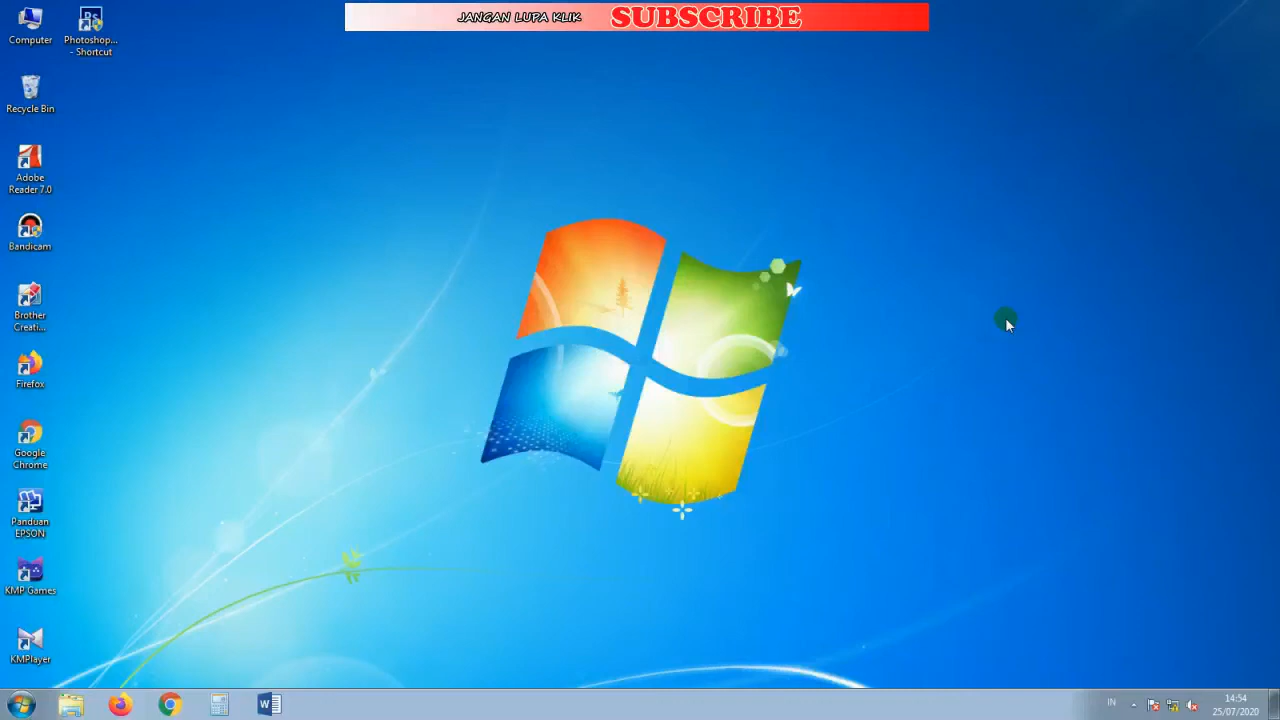 JANGAN LUPA KLIK SUBSCRIBE
Computer
Photoshop...
- Shortcut
Ps
Recycle Bin
Adobe
Reader 7.0
Bandicam
Brother
Creati...
Firefox
Google
Chrome
Panduan
EPSON
KMP Games
KMPlayer
W
IN
14:54
25/07/2020